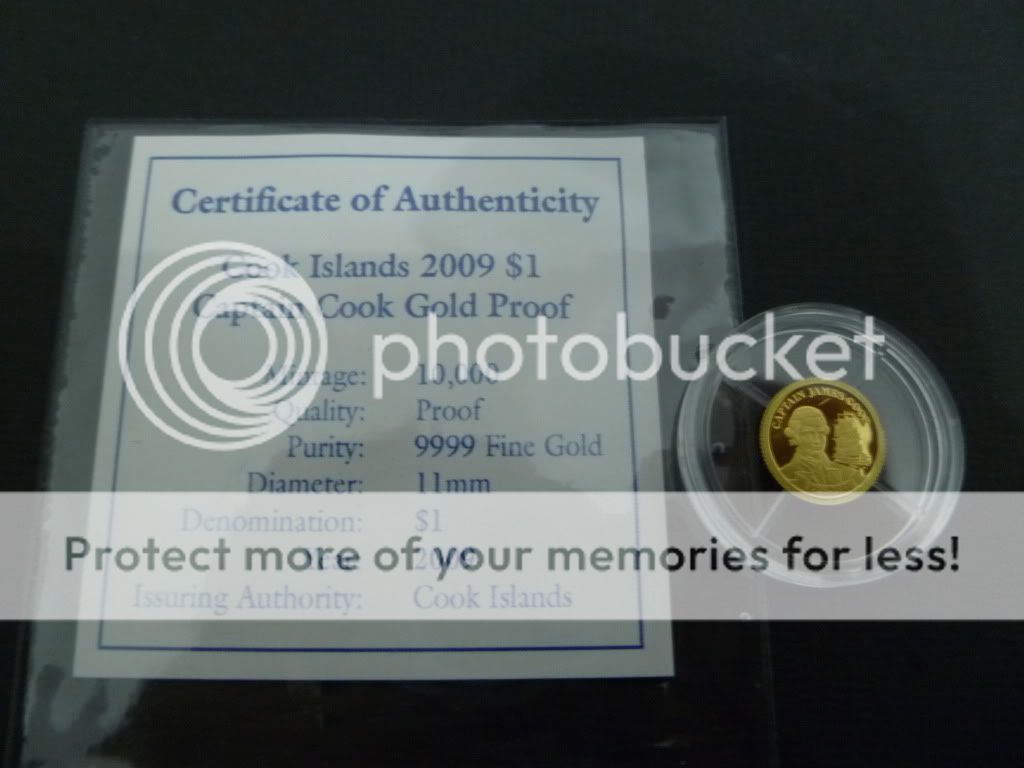 Certificate of Authenticity
Cook Islands 2009 $1
Captain Cook Gold Proof
Mintage: 10,000
Quality: Proof
Purity: 9999 Fine Gold
Diameter: 11mm
Denomination: $1
Year 2009
Issuring Authority: Cook Islands
CAPTAIN JAMES COOK
photobucket
Protect more of your memories for less!